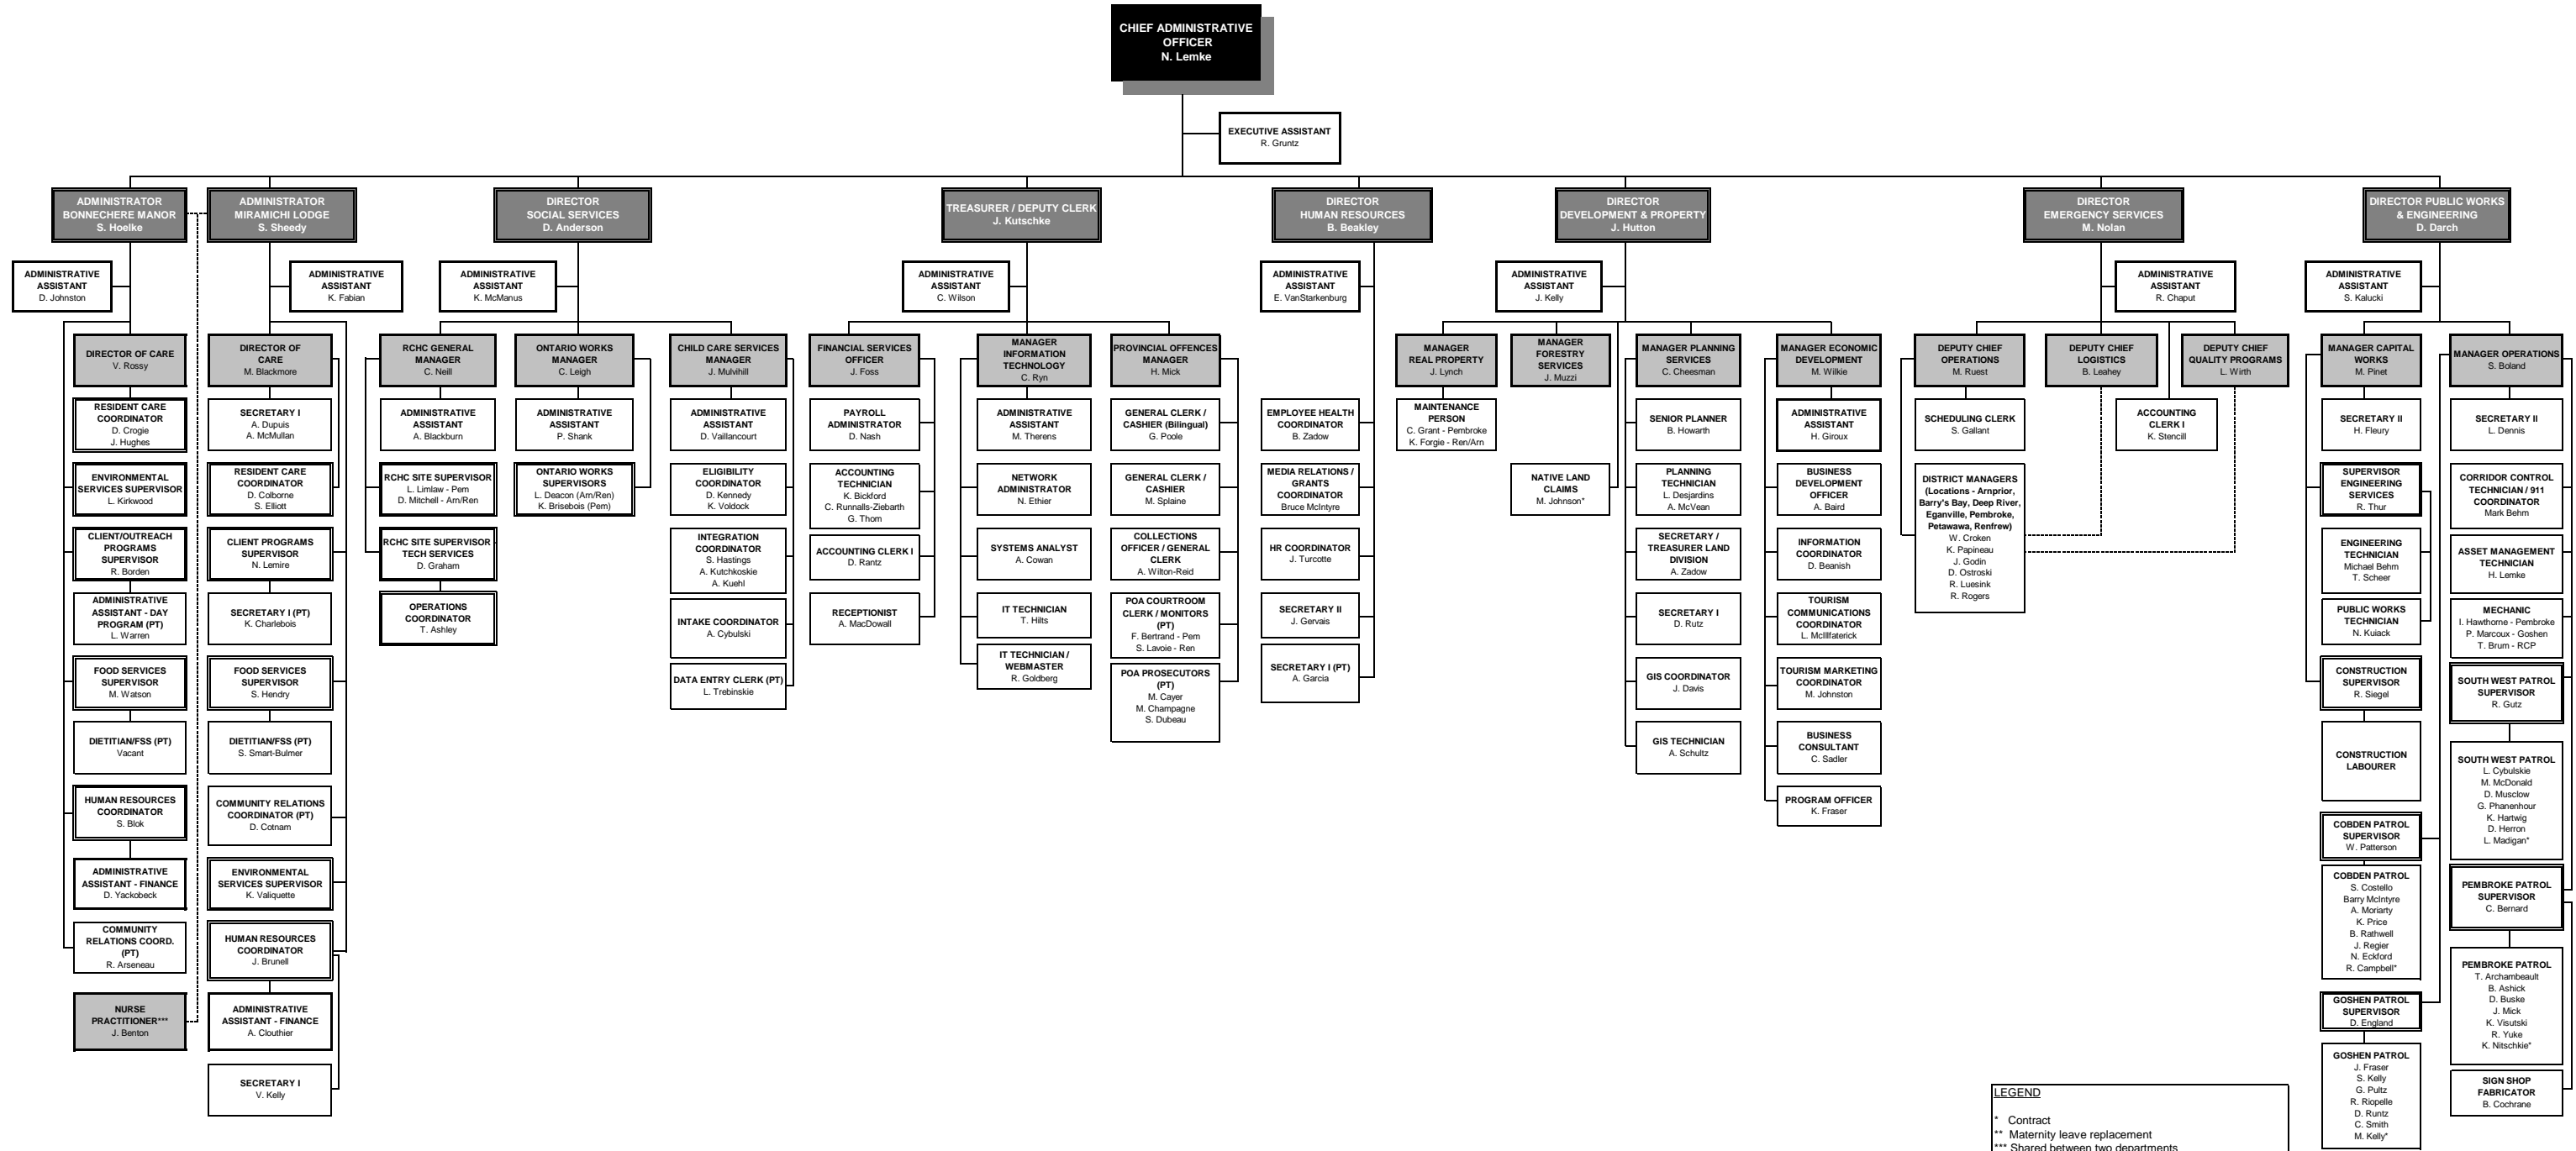 CHIEF ADMINISTRATIVE
OFFICER
N. Lemke
EXECUTIVE ASSISTANT
R. Gruntz
ADMINISTRATOR
BONNECHERE MANOR
S. Hoelke
ADMINISTRATOR
MIRAMICHI LODGE
S. Sheedy
DIRECTOR
SOCIAL SERVICES
D. Anderson
TREASURER / DEPUTY CLERK
J. Kutschke
DIRECTOR
HUMAN RESOURCES
B. Beakley
DIRECTOR
DEVELOPMENT & PROPERTY
J. Hutton
DIRECTOR
EMERGENCY SERVICES
M. Nolan
DIRECTOR PUBLIC WORKS
& ENGINEERING
D. Darch
ADMINISTRATIVE
ASSISTANT
D. Johnston
ADMINISTRATIVE
ASSISTANT
K. Fabian
ADMINISTRATIVE
ASSISTANT
K. McManus
ADMINISTRATIVE
ASSISTANT
C. Wilson
ADMINISTRATIVE
ASSISTANT
E. VanStarkenburg
ADMINISTRATIVE
ASSISTANT
J. Kelly
ADMINISTRATIVE
ASSISTANT
R. Chaput
ADMINISTRATIVE
ASSISTANT
S. Kalucki
DIRECTOR OF CARE
V. Rossy
RESIDENT CARE
COORDINATOR
D. Crogie
J. Hughes
ENVIRONMENTAL
SERVICES SUPERVISOR
L. Kirkwood
CLIENT/OUTREACH
PROGRAMS
SUPERVISOR
R. Borden
ADMINISTRATIVE
ASSISTANT - DAY
PROGRAM (PT)
L. Warren
FOOD SERVICES
SUPERVISOR
M. Watson
DIETITIAN/FSS (PT)
Vacant
HUMAN RESOURCES
COORDINATOR
S. Blok
ADMINISTRATIVE
ASSISTANT - FINANCE
D. Yackobeck
COMMUNITY
RELATIONS COORD.
(PT)
R. Arseneau
NURSE
PRACTITIONER***
J. Benton
DIRECTOR OF
CARE
M. Blackmore
SECRETARY I
A. Dupuis
A. McMullan
RESIDENT CARE
COORDINATOR
D. Colborne
S. Elliott
CLIENT PROGRAMS
SUPERVISOR
N. Lemire
SECRETARY I (PT)
K. Charlebois
FOOD SERVICES
SUPERVISOR
S. Hendry
DIETITIAN/FSS (PT)
S. Smart-Bulmer
COMMUNITY RELATIONS
COORDINATOR (PT)
D. Cotnam
ENVIRONMENTAL
SERVICES SUPERVISOR
K. Valiquette
HUMAN RESOURCES
COORDINATOR
J. Brunell
ADMINISTRATIVE
ASSISTANT - FINANCE
A. Clouthier
SECRETARY I
V. Kelly
RCHC GENERAL
MANAGER
C. Neill
ADMINISTRATIVE
ASSISTANT
A. Blackburn
RCHC SITE SUPERVISOR
L. Limlaw - Pem
D. Mitchell - Arn/Ren
RCHC SITE SUPERVISOR
TECH SERVICES
D. Graham
OPERATIONS
COORDINATOR
T. Ashley
ONTARIO WORKS
MANAGER
C. Leigh
ADMINISTRATIVE
ASSISTANT
P. Shank
ONTARIO WORKS
SUPERVISORS
L. Deacon (Arn/Ren)
K. Brisebois (Pem)
CHILD CARE SERVICES
MANAGER
J. Mulvihill
ADMINISTRATIVE
ASSISTANT
D. Vaillancourt
ELIGIBILITY
COORDINATOR
D. Kennedy
K. Voldock
INTEGRATION
COORDINATOR
S. Hastings
A. Kutchkoskie
A. Kuehl
INTAKE COORDINATOR
A. Cybulski
DATA ENTRY CLERK (PT)
L. Trebinskie
FINANCIAL SERVICES
OFFICER
J. Foss
PAYROLL
ADMINISTRATOR
D. Nash
ACCOUNTING
TECHNICIAN
K. Bickford
C. Runnalls-Ziebarth
G. Thom
ACCOUNTING CLERK I
D. Rantz
RECEPTIONIST
A. MacDowall
MANAGER
INFORMATION
TECHNOLOGY
C. Ryn
ADMINISTRATIVE
ASSISTANT
M. Therens
NETWORK
ADMINISTRATOR
N. Ethier
SYSTEMS ANALYST
A. Cowan
IT TECHNICIAN
T. Hilts
IT TECHNICIAN /
WEBMASTER
R. Goldberg
PROVINCIAL OFFENCES
MANAGER
H. Mick
GENERAL CLERK /
CASHIER (Bilingual)
G. Poole
GENERAL CLERK /
CASHIER
M. Splaine
COLLECTIONS
OFFICER / GENERAL
CLERK
A. Wilton-Reid
POA COURTROOM
CLERK / MONITORS
(PT)
F. Bertrand - Pem
S. Lavoie - Ren
POA PROSECUTORS
(PT)
M. Cayer
M. Champagne
S. Dubeau
EMPLOYEE HEALTH
COORDINATOR
B. Zadow
MEDIA RELATIONS /
GRANTS
COORDINATOR
Bruce McIntyre
HR COORDINATOR
J. Turcotte
SECRETARY II
J. Gervais
SECRETARY I (PT)
A. Garcia
MANAGER
REAL PROPERTY
J. Lynch
MAINTENANCE
PERSON
C. Grant - Pembroke
K. Forgie - Ren/Arn
MANAGER
FORESTRY
SERVICES
J. Muzzi
NATIVE LAND
CLAIMS
M. Johnson*
MANAGER PLANNING
SERVICES
C. Cheesman
SENIOR PLANNER
B. Howarth
PLANNING
TECHNICIAN
L. Desjardins
A. McVean
SECRETARY /
TREASURER LAND
DIVISION
A. Zadow
SECRETARY I
D. Rutz
GIS COORDINATOR
J. Davis
GIS TECHNICIAN
A. Schultz
MANAGER ECONOMIC
DEVELOPMENT
M. Wilkie
ADMINISTRATIVE
ASSISTANT
H. Giroux
BUSINESS
DEVELOPMENT
OFFICER
A. Baird
INFORMATION
COORDINATOR
D. Beanish
TOURISM
COMMUNICATIONS
COORDINATOR
L. McIllfaterick
TOURISM MARKETING
COORDINATOR
M. Johnston
BUSINESS
CONSULTANT
C. Sadler
PROGRAM OFFICER
K. Fraser
DEPUTY CHIEF
OPERATIONS
M. Ruest
SCHEDULING CLERK
S. Gallant
DISTRICT MANAGERS
(Locations - Arnprior,
Barry's Bay, Deep River,
Eganville, Pembroke,
Petawawa, Renfrew)
W. Croken
K. Papineau
J. Godin
D. Ostroski
R. Luesink
R. Rogers
DEPUTY CHIEF
LOGISTICS
B. Leahey
ACCOUNTING
CLERK I
K. Stencill
DEPUTY CHIEF
QUALITY PROGRAMS
L. Wirth
MANAGER CAPITAL
WORKS
M. Pinet
SECRETARY II
H. Fleury
SUPERVISOR
ENGINEERING
SERVICES
R. Thur
ENGINEERING
TECHNICIAN
Michael Behm
T. Scheer
PUBLIC WORKS
TECHNICIAN
N. Kuiack
CONSTRUCTION
SUPERVISOR
R. Siegel
CONSTRUCTION
LABOURER
COBDEN PATROL
SUPERVISOR
W. Patterson
COBDEN PATROL
S. Costello
Barry McIntyre
A. Moriarty
K. Price
B. Rathwell
J. Regier
N. Eckford
R. Campbell*
GOSHEN PATROL
SUPERVISOR
D. England
GOSHEN PATROL
J. Fraser
S. Kelly
G. Pultz
R. Riopelle
D. Runtz
C. Smith
M. Kelly*
MANAGER OPERATIONS
S. Boland
SECRETARY II
L. Dennis
CORRIDOR CONTROL
TECHNICIAN / 911
COORDINATOR
Mark Behm
ASSET MANAGEMENT
TECHNICIAN
H. Lemke
MECHANIC
I. Hawthorne - Pembroke
P. Marcoux - Goshen
T. Brum - RCP
SOUTH WEST PATROL
SUPERVISOR
R. Gutz
SOUTH WEST PATROL
L. Cybulskie
M. McDonald
D. Musclow
G. Phanenhour
K. Hartwig
D. Herron
L. Madigan*
PEMBROKE PATROL
SUPERVISOR
C. Bernard
PEMBROKE PATROL
T. Archambeault
B. Ashick
D. Buske
J. Mick
K. Visutski
R. Yuke
K. Nitschkie*
SIGN SHOP
FABRICATOR
B. Cochrane
LEGEND
* Contract
** Maternity leave replacement
*** Shared between two departments